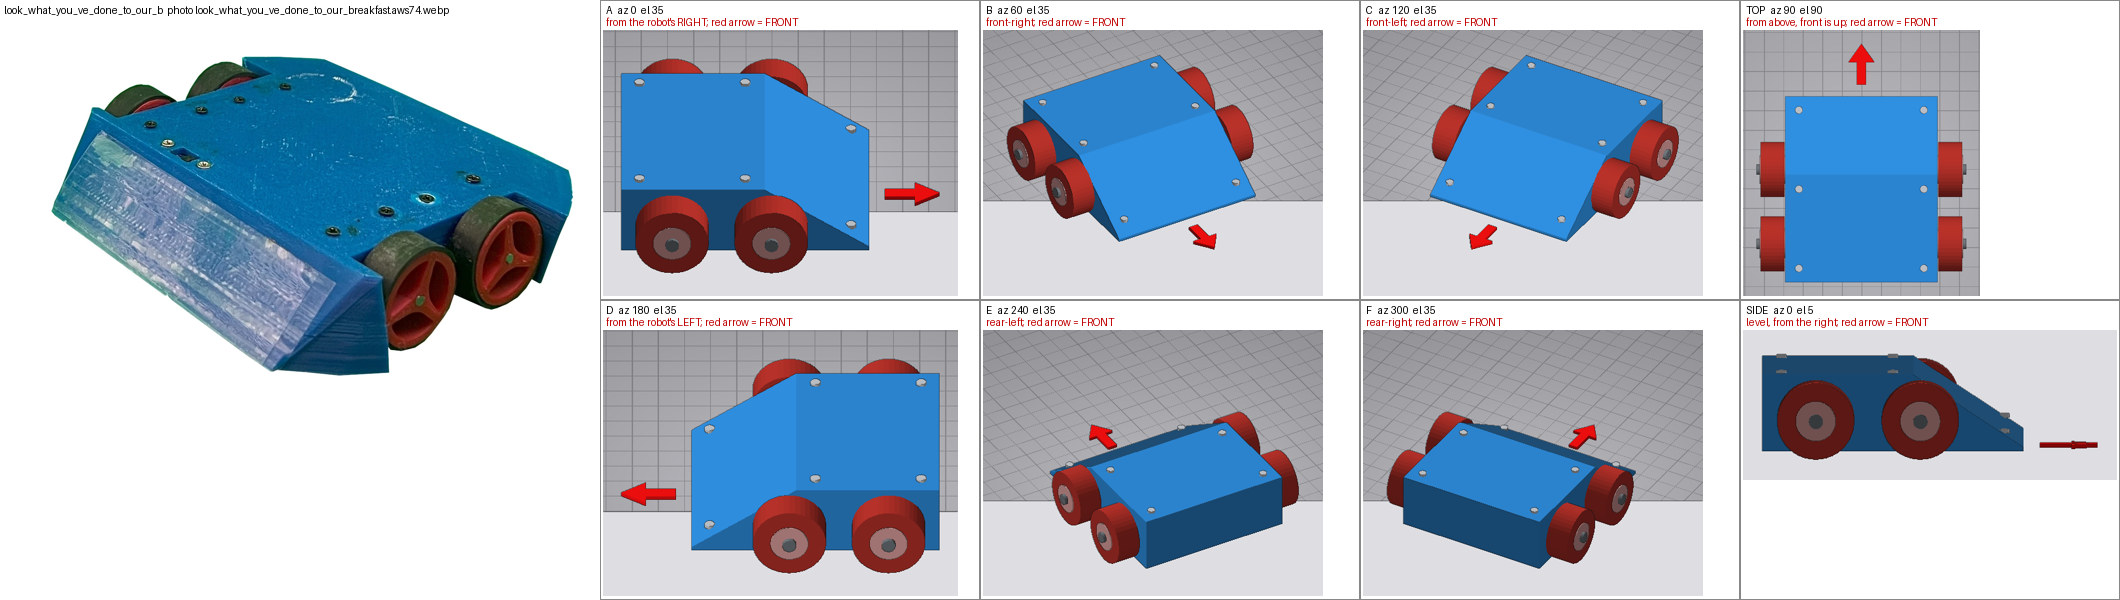 look_what_you_ve_done_to_our_b photo look_what_you_ve_done_to_our_breakfast.aws74.webp
A az 0 el 35
from the robot's RIGHT; red arrow = FRONT
B az 60 el 35
front-right; red arrow = FRONT
C az 120 el 35
front-left; red arrow = FRONT
TOP az 90 el 90
from above, front is up; red arrow = FRONT
D az 180 el 35
from the robot's LEFT; red arrow = FRONT
E az 240 el 35
rear-left; red arrow = FRONT
F az 300 el 35
rear-right; red arrow = FRONT
SIDE az 0 el 5
level, from the right; red arrow = FRONT